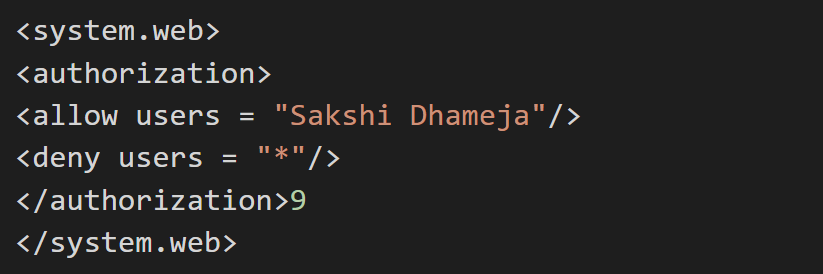 <system.web>
<authorization>
<allow users = "Sakshi Dhameja"/>
<deny users = "*"/>
</authorization>9
</system.web>